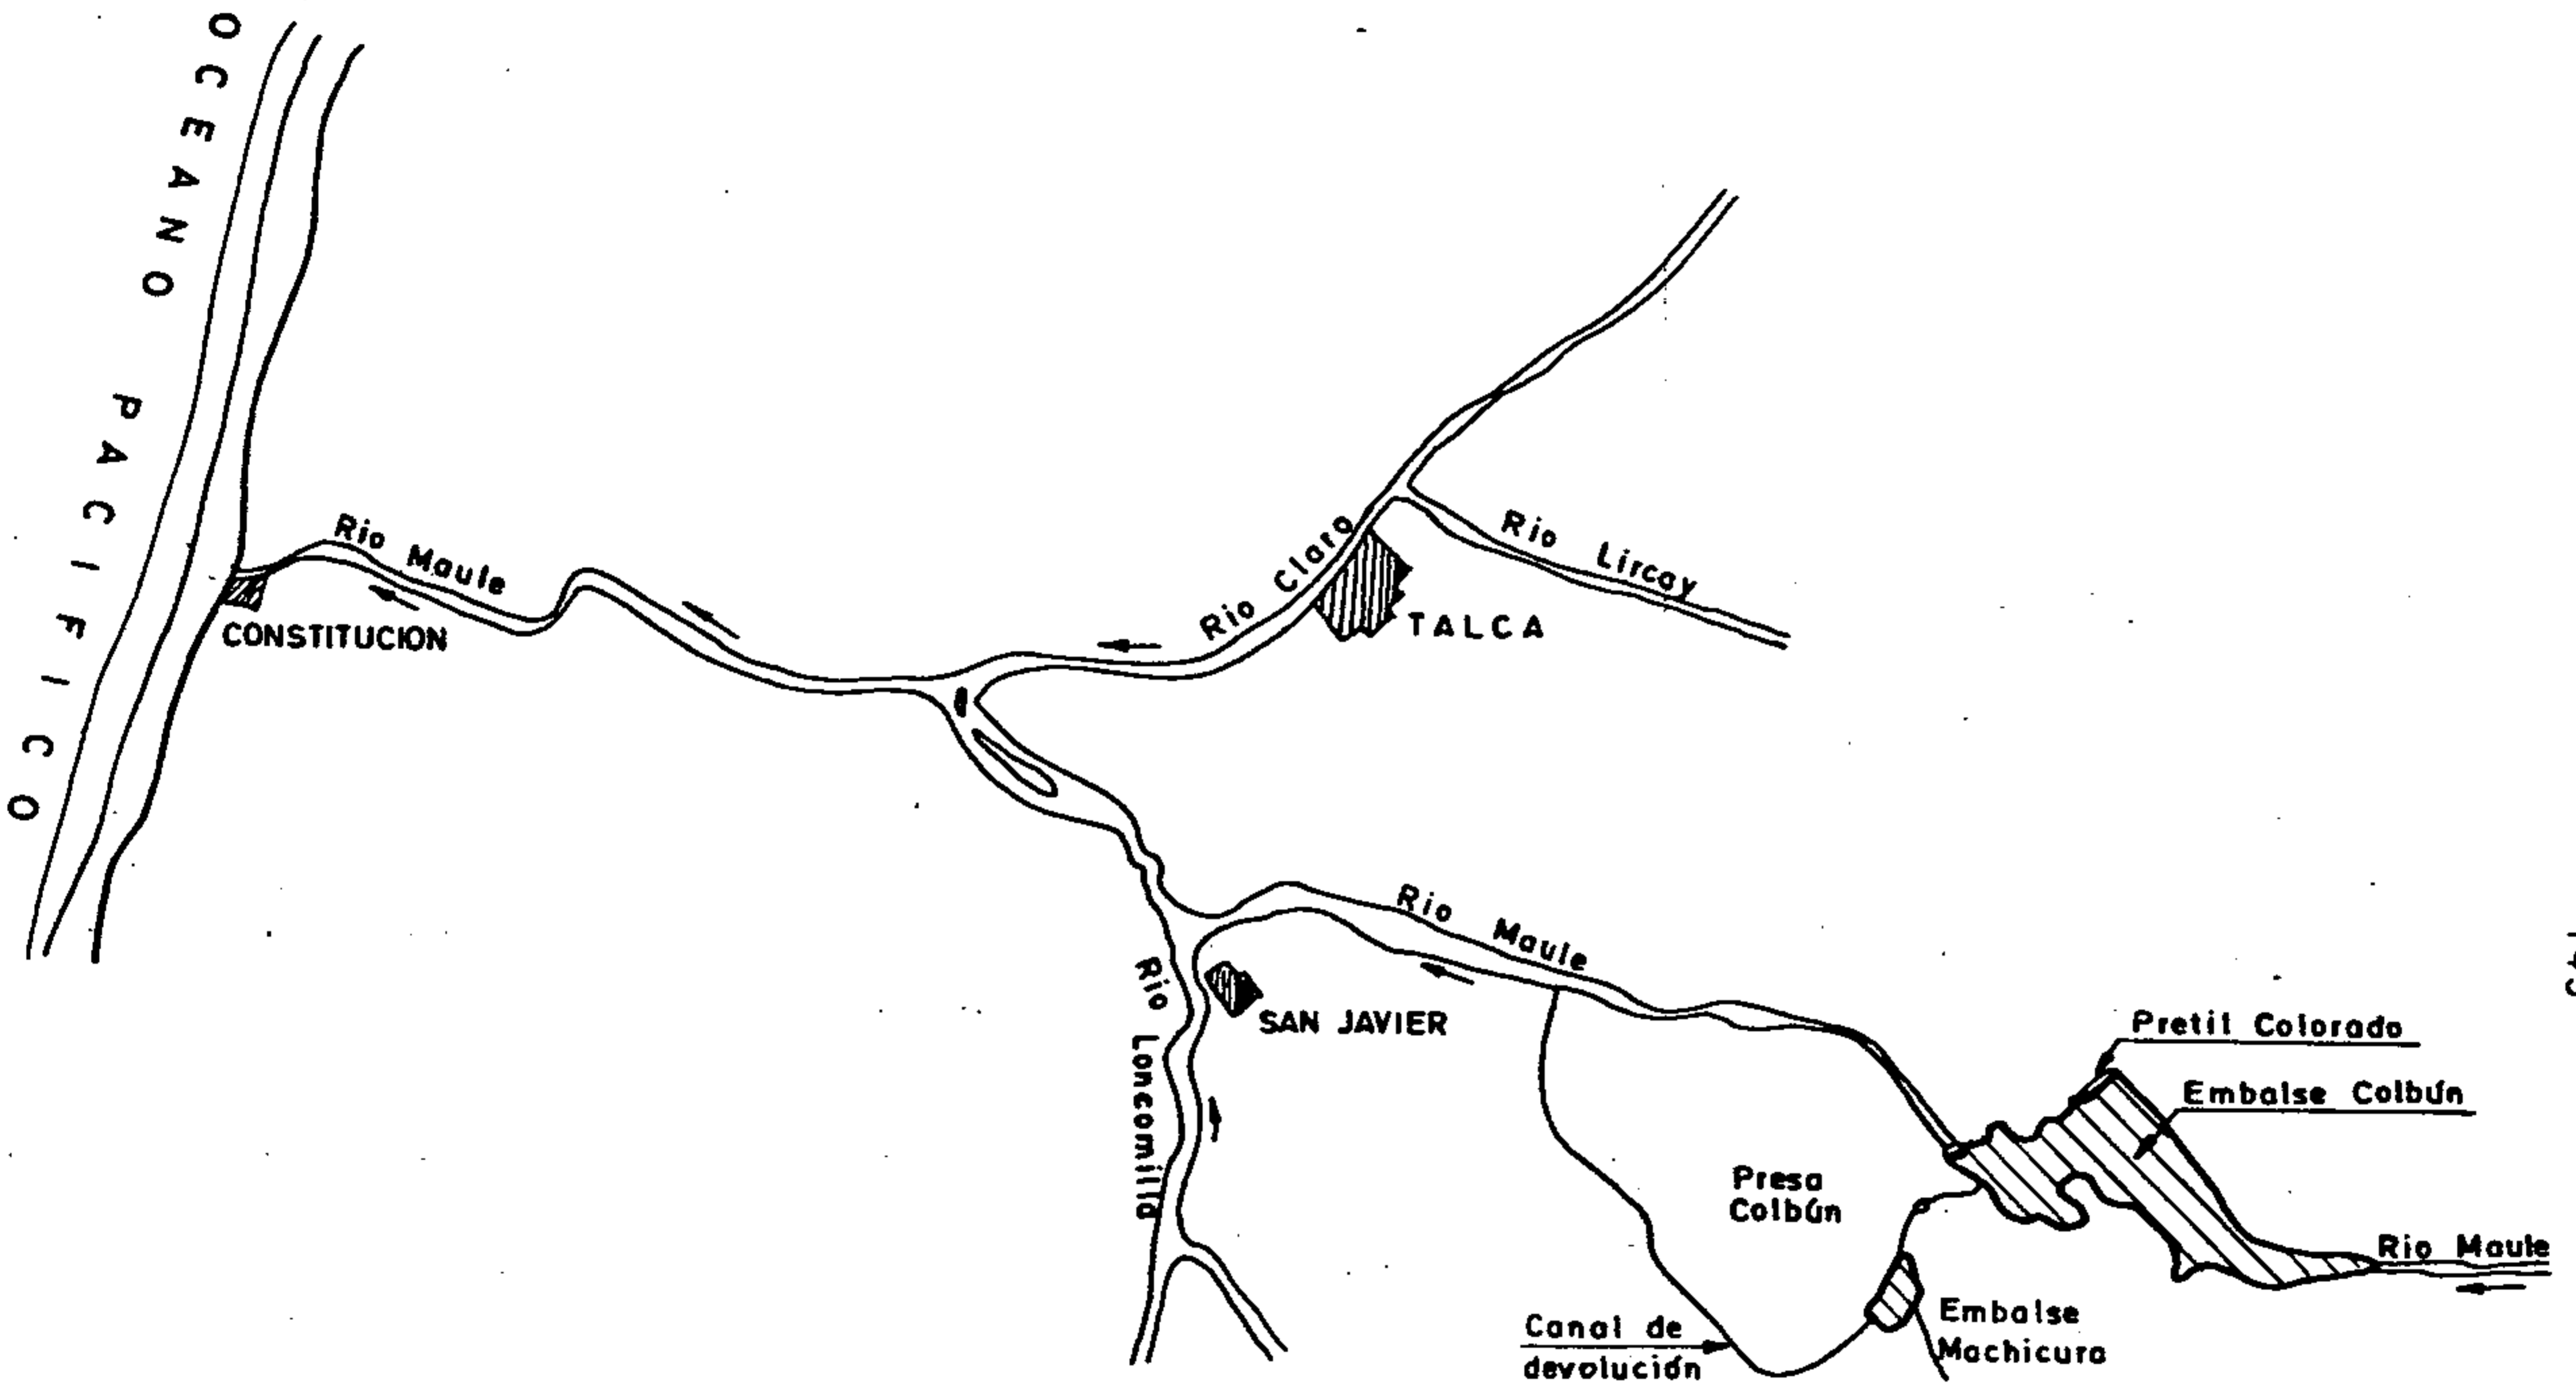 OCEANO PACIFICO
Rio Maule
CONSTITUCION
Rio Claro
TALCA
Rio Lircay
Rio Maule
Rio Loncomilla
SAN JAVIER
Pretil Colorado
Embalse Colbún
Presa
Colbún
Rio Maule
Embalse
Machicura
Canal de
devolución